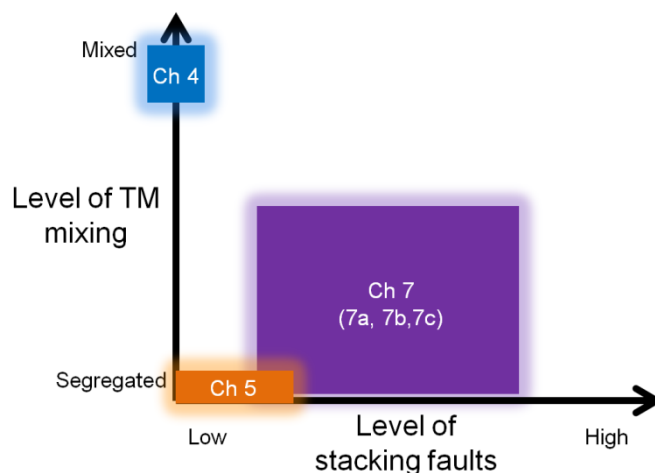 Mixed
Ch 4
Level of TM
mixing
Ch 7
(7a, 7b,7c)
Segregated
Ch 5
Low
Level of
stacking faults
High